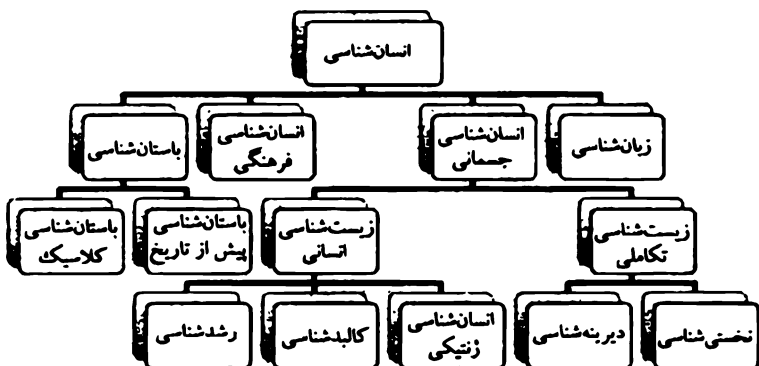 انسان‌شناسی
زبان‌شناسی
انسان‌شناسی
جسمانی
انسان‌شناسی
فرهنگی
باستان‌شناسی
زیست‌شناسی
تکاملی
زیست‌شناسی
انسانی
باستان‌شناسی
پیش از تاریخ
باستان‌شناسی
کلاسیک
نخستی‌شناسی
دیرینه‌شناسی
انسان‌شناسی
ژنتیکی
کالبدشناسی
رشدشناسی